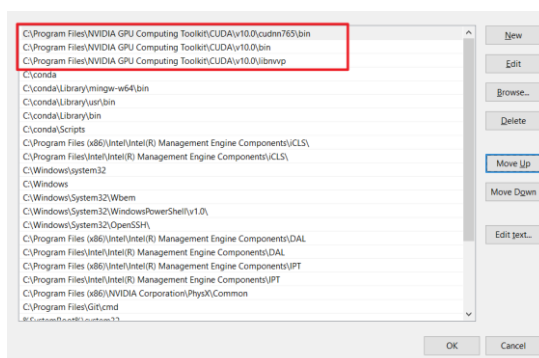 C:\Program Files\NVIDIA GPU Computing Toolkit\CUDA\v10.0\cudnn765\bin
C:\Program Files\NVIDIA GPU Computing Toolkit\CUDA\v10.0\bin
C:\Program Files\NVIDIA GPU Computing Toolkit\CUDA\v10.0\libnvvp
C:\conda
C:\conda\Library\mingw-w64\bin
C:\conda\Library\usr\bin
C:\conda\Library\bin
C:\conda\Scripts
C:\Program Files (x86)\Intel\Intel(R) Management Engine Components\iCLS\
C:\Program Files\Intel\Intel(R) Management Engine Components\iCLS\
C:\Windows\system32
C:\Windows
C:\Windows\System32\Wbem
C:\Windows\System32\WindowsPowerShell\v1.0\
C:\Windows\System32\OpenSSH\
C:\Program Files (x86)\Intel\Intel(R) Management Engine Components\DAL
C:\Program Files\Intel\Intel(R) Management Engine Components\DAL
C:\Program Files (x86)\Intel\Intel(R) Management Engine Components\IPT
C:\Program Files\Intel\Intel(R) Management Engine Components\IPT
C:\Program Files (x86)\NVIDIA Corporation\PhysX\Common
C:\Program Files\Git\cmd
%SystemRoot%\system32
New
Edit
Browse...
Delete
Move Up
Move Down
Edit text...
OK
Cancel